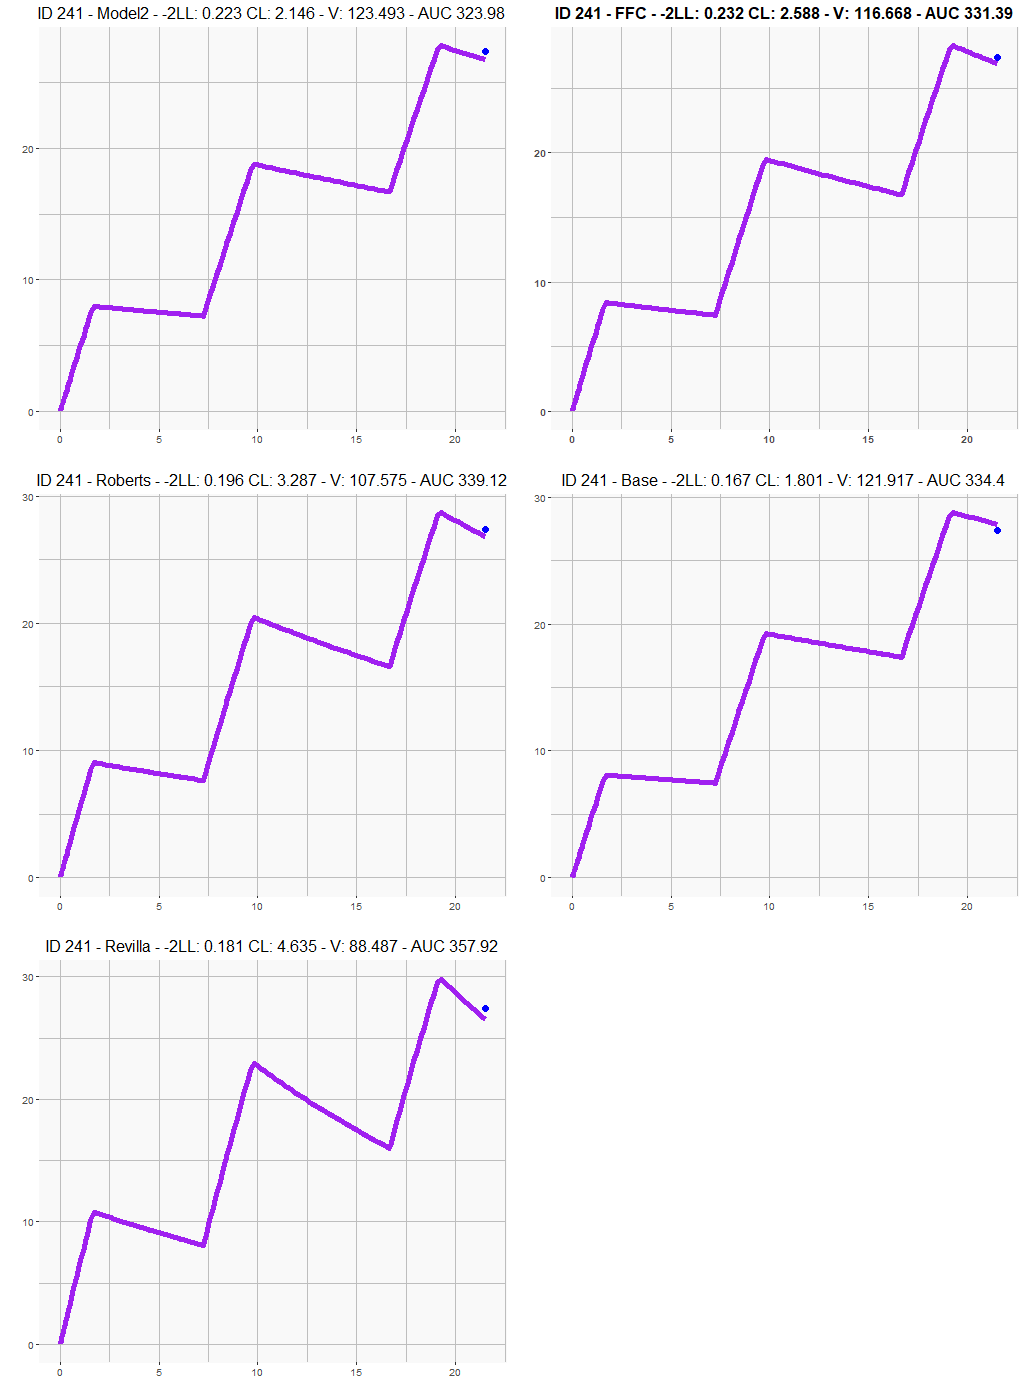 ID 241 - Model2 - -2LL: 0.223 CL: 2.146 - V: 123.493 - AUC 323.98
20
10
0
0 5 10 15 20
ID 241 - FFC - -2LL: 0.232 CL: 2.588 - V: 116.668 - AUC 331.39
20
10
0
0 5 10 15 20
ID 241 - Roberts - -2LL: 0.196 CL: 3.287 - V: 107.575 - AUC 339.12
30
20
10
0
0 5 10 15 20
ID 241 - Base - -2LL: 0.167 CL: 1.801 - V: 121.917 - AUC 334.4
30
20
10
0
0 5 10 15 20
ID 241 - Revilla - -2LL: 0.181 CL: 4.635 - V: 88.487 - AUC 357.92
30
20
10
0
0 5 10 15 20